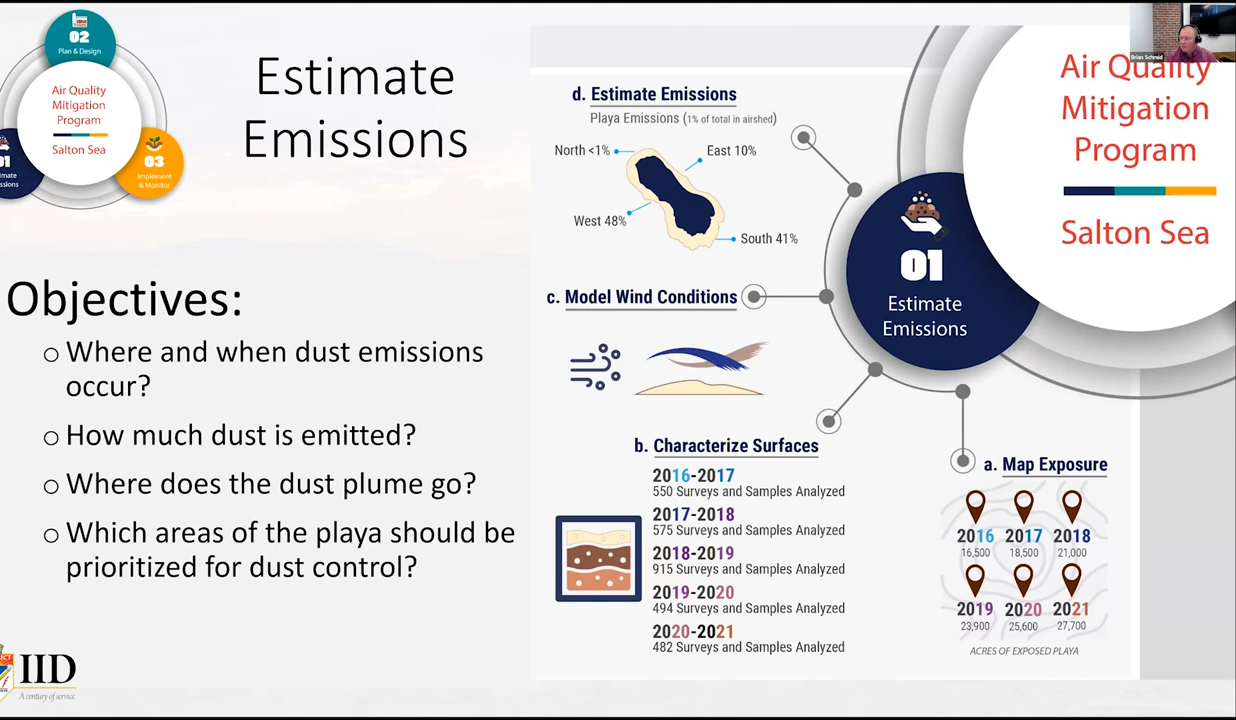 02
Plan & Design
Air Quality
Mitigation
Program
Salton Sea
01
03
Implement
& Monitor
Estimate
Emissions
Objectives:
Where and when dust emissions
occur?
How much dust is emitted?
Where does the dust plume go?
Which areas of the playa should be
prioritized for dust control?
IID
A century of service.
d. Estimate Emissions
Playa Emissions (1% of total in airshed)
North <1%
East 10%
West 48%
South 41%
c. Model Wind Conditions
b. Characterize Surfaces
2016-2017
550 Surveys and Samples Analyzed
2017-2018
575 Surveys and Samples Analyzed
2018-2019
915 Surveys and Samples Analyzed
2019-2020
494 Surveys and Samples Analyzed
2020-2021
482 Surveys and Samples Analyzed
01
Estimate
Emissions
a. Map Exposure
2016 2017 2018
16,500 18,500 21,000
2019 2020 2021
23,900 25,600 27,700
ACRES OF EXPOSED PLAYA
Brian Schmid
Air Quality
Mitigation
Program
Salton Sea